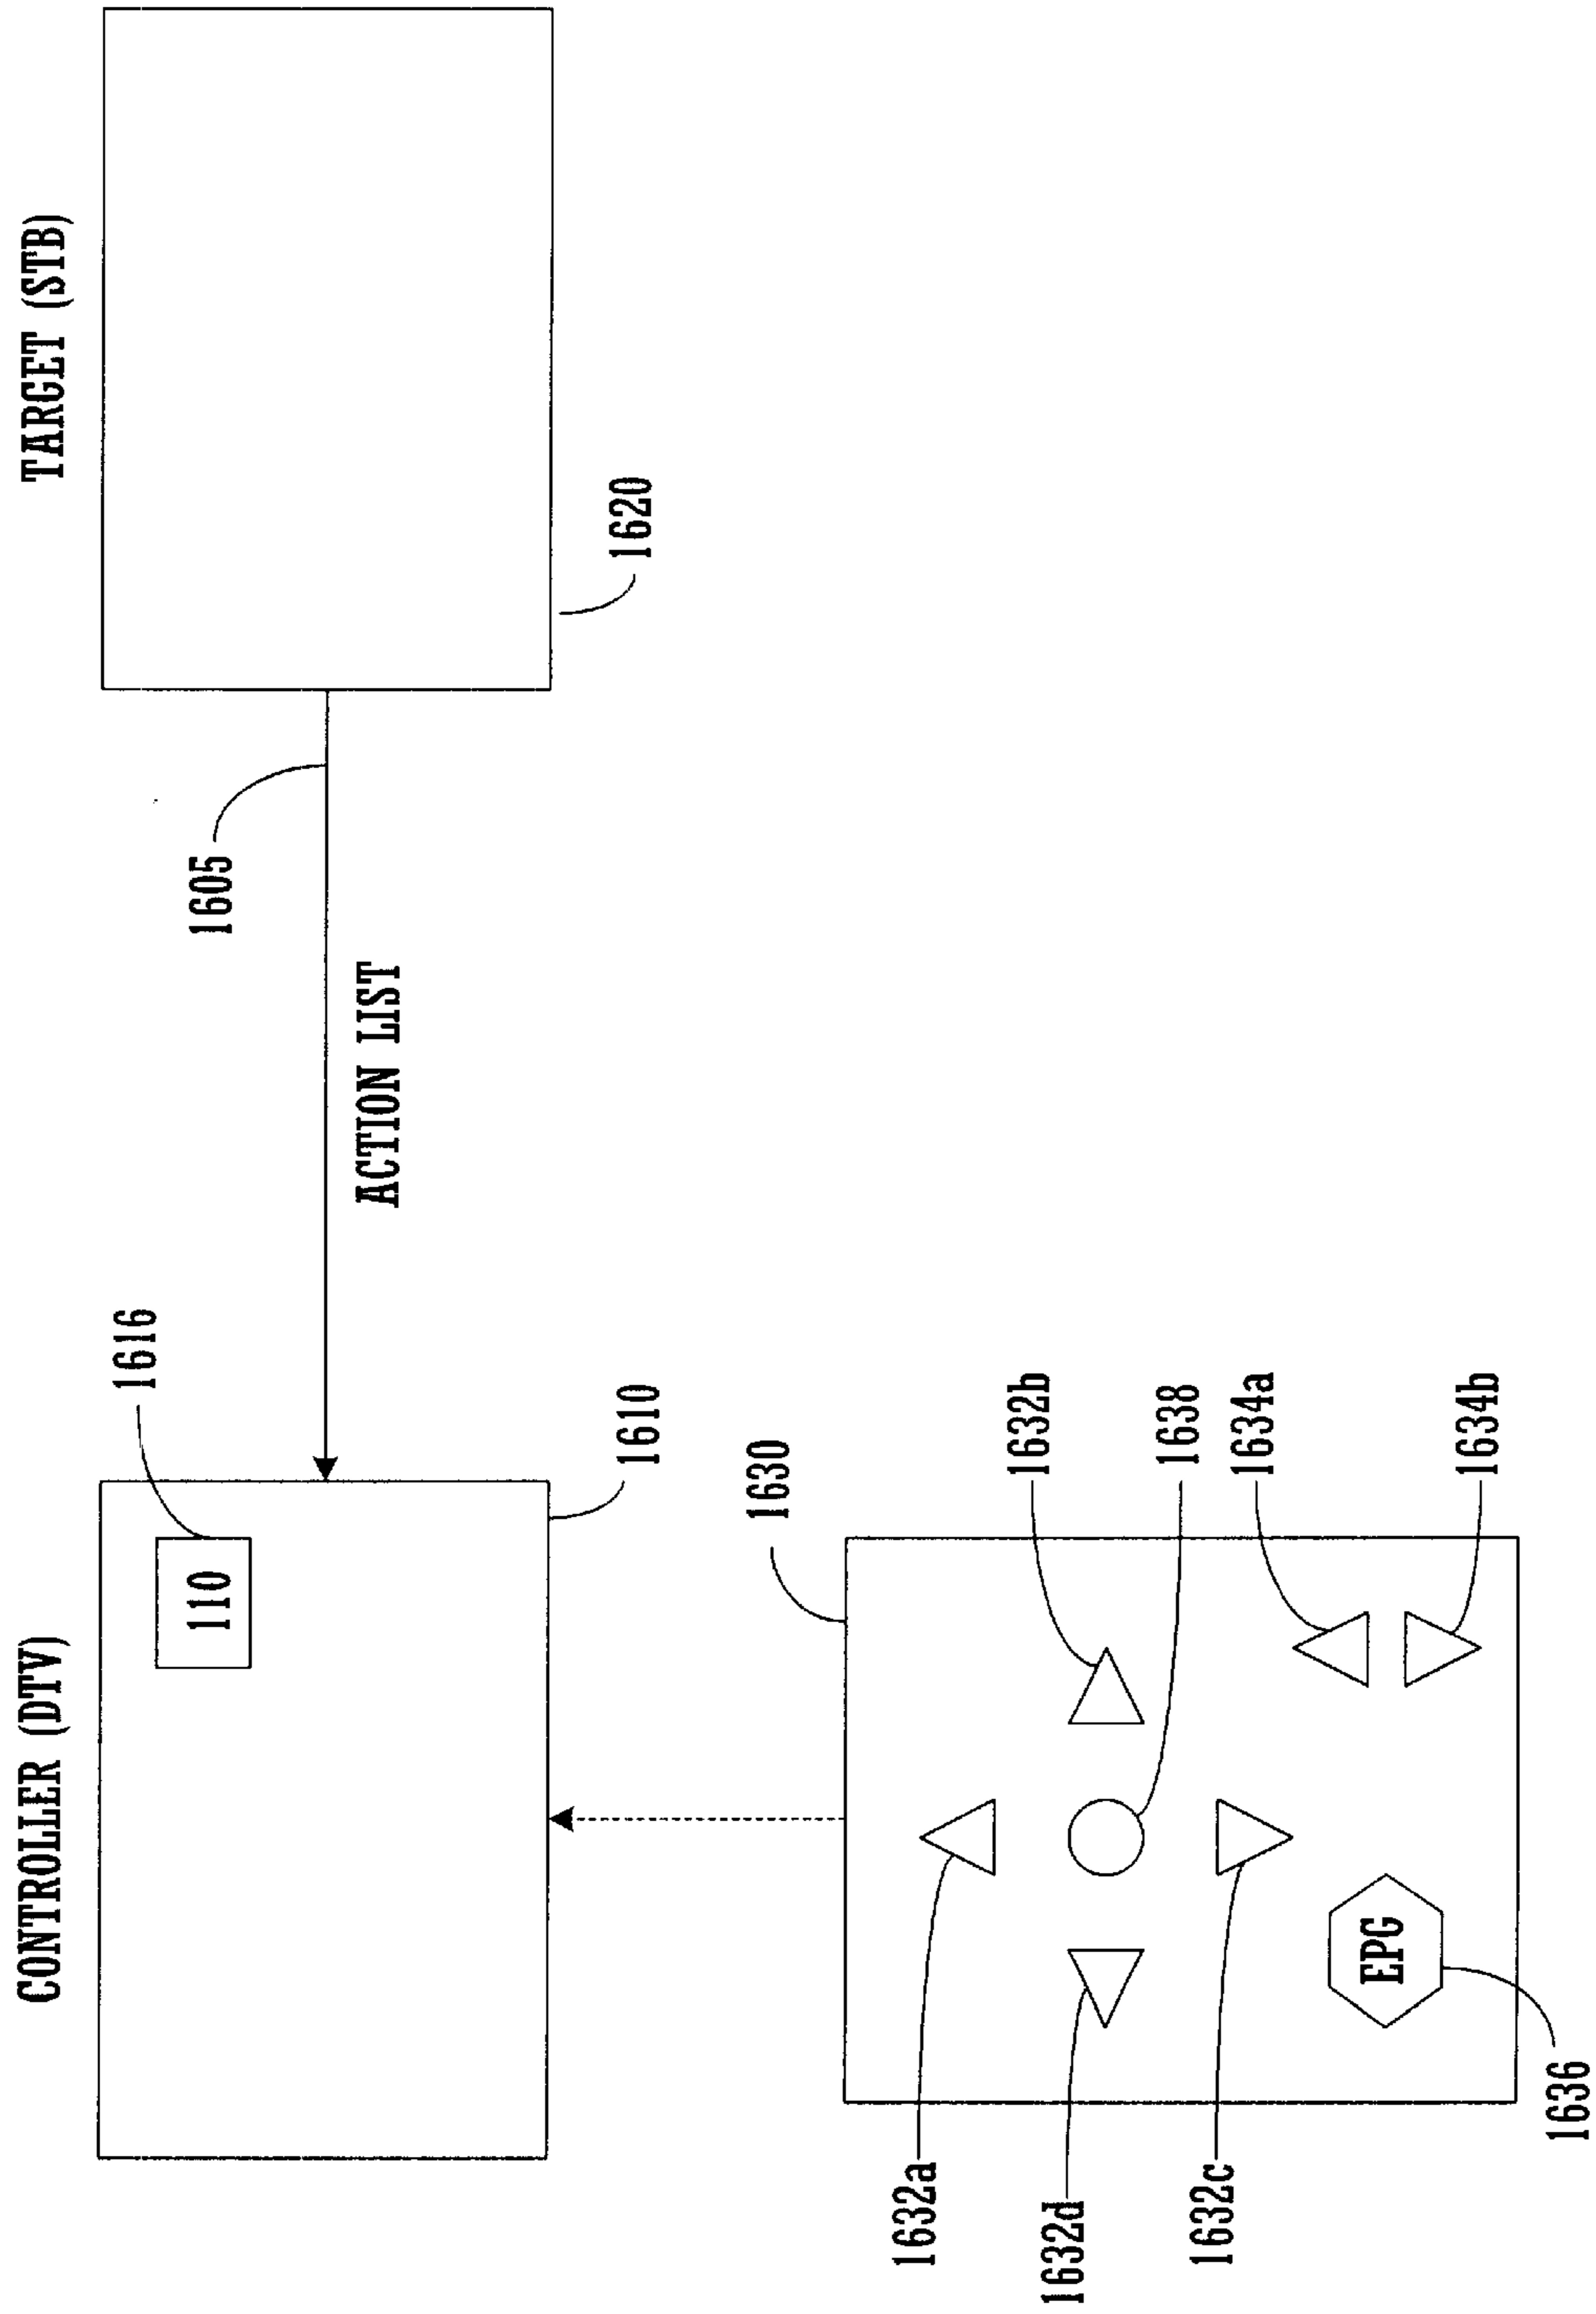 CONTROLLER (DTV)
TARGET (STB)
1616
110
1605
ACTION LIST
1610
1620
1630
1632a
1632b
1632d
1638
1632c
1634a
EPG
1634b
1636